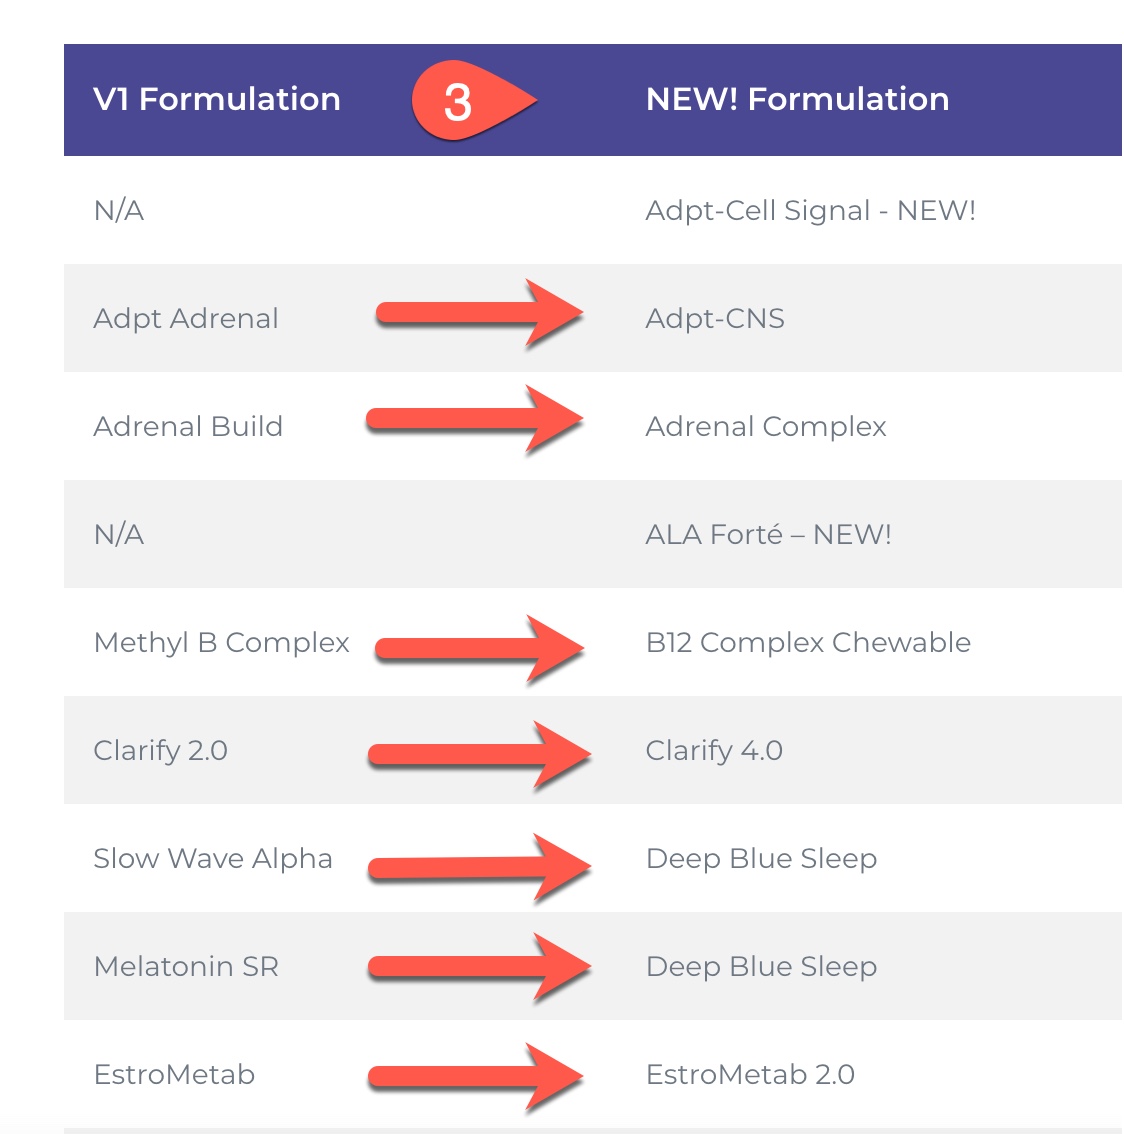 V1 Formulation 3 NEW! Formulation
N/A Adpt-Cell Signal - NEW!
Adpt Adrenal Adpt-CNS
Adrenal Build Adrenal Complex
N/A ALA Forté – NEW!
Methyl B Complex B12 Complex Chewable
Clarify 2.0 Clarify 4.0
Slow Wave Alpha Deep Blue Sleep
Melatonin SR Deep Blue Sleep
EstroMetab EstroMetab 2.0